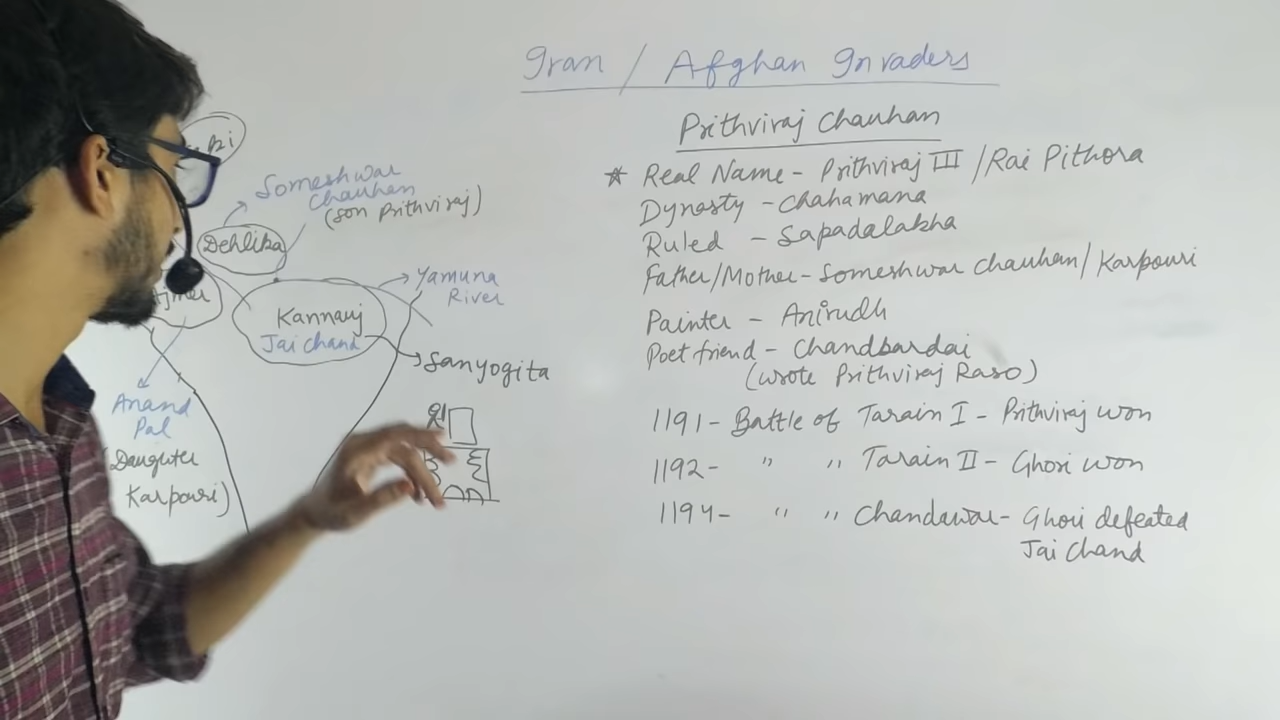 Iran / Afghan Invaders
Prithviraj Chauhan
* Real Name - Prithviraj III / Rai Pithora
Dynasty - Chahamana
Ruled - Sapadalakha
Father/Mother - Someshwar Chauhan / Karpouri
Painter - Anirudh
Poet friend - Chandbardai
(wrote Prithviraj Raso)
1191 - Battle of Tarain I - Prithviraj won
1192 - " " Tarain II - Ghori won
1194 - " " Chandawar - Ghori defeated
Jai Chand
Someshwar
Chauhan
(son Prithviraj)
Dehlika
Yamuna
River
Kannauj
Jai Chand
Sanyogita
Anand
Pal
(Daughter
Karpouri)